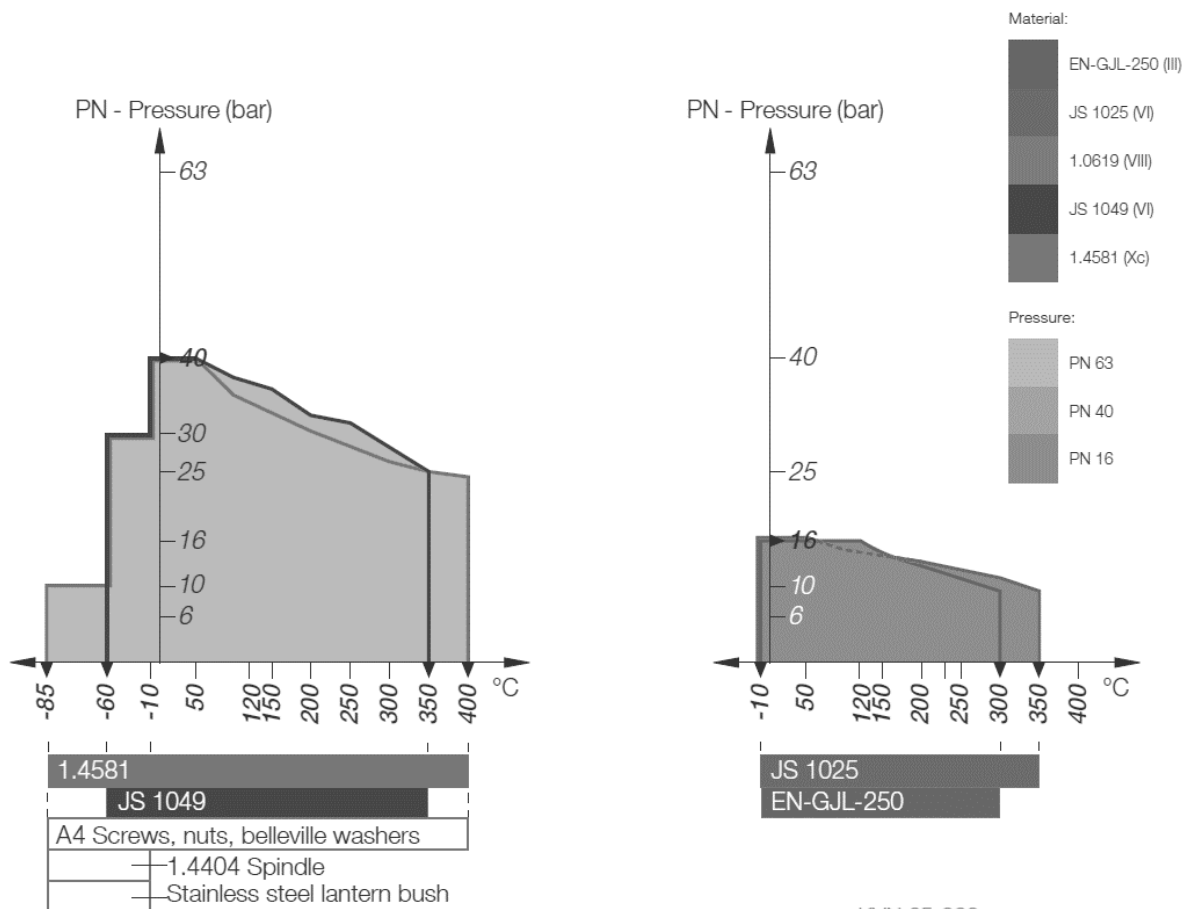 Material:
EN-GJL-250 (III)
JS 1025 (VI)
1.0619 (VIII)
JS 1049 (VI)
1.4581 (Xc)
Pressure:
PN 63
PN 40
PN 16
PN - Pressure (bar)
63
40
30
25
16
10
6
-85
-60
-10
50
120
150
200
250
300
350
400
°C
1.4581
JS 1049
A4 Screws, nuts, belleville washers
1.4404 Spindle
Stainless steel lantern bush
PN - Pressure (bar)
63
40
25
16
10
6
-10
50
120
150
200
250
300
350
400
°C
JS 1025
EN-GJL-250